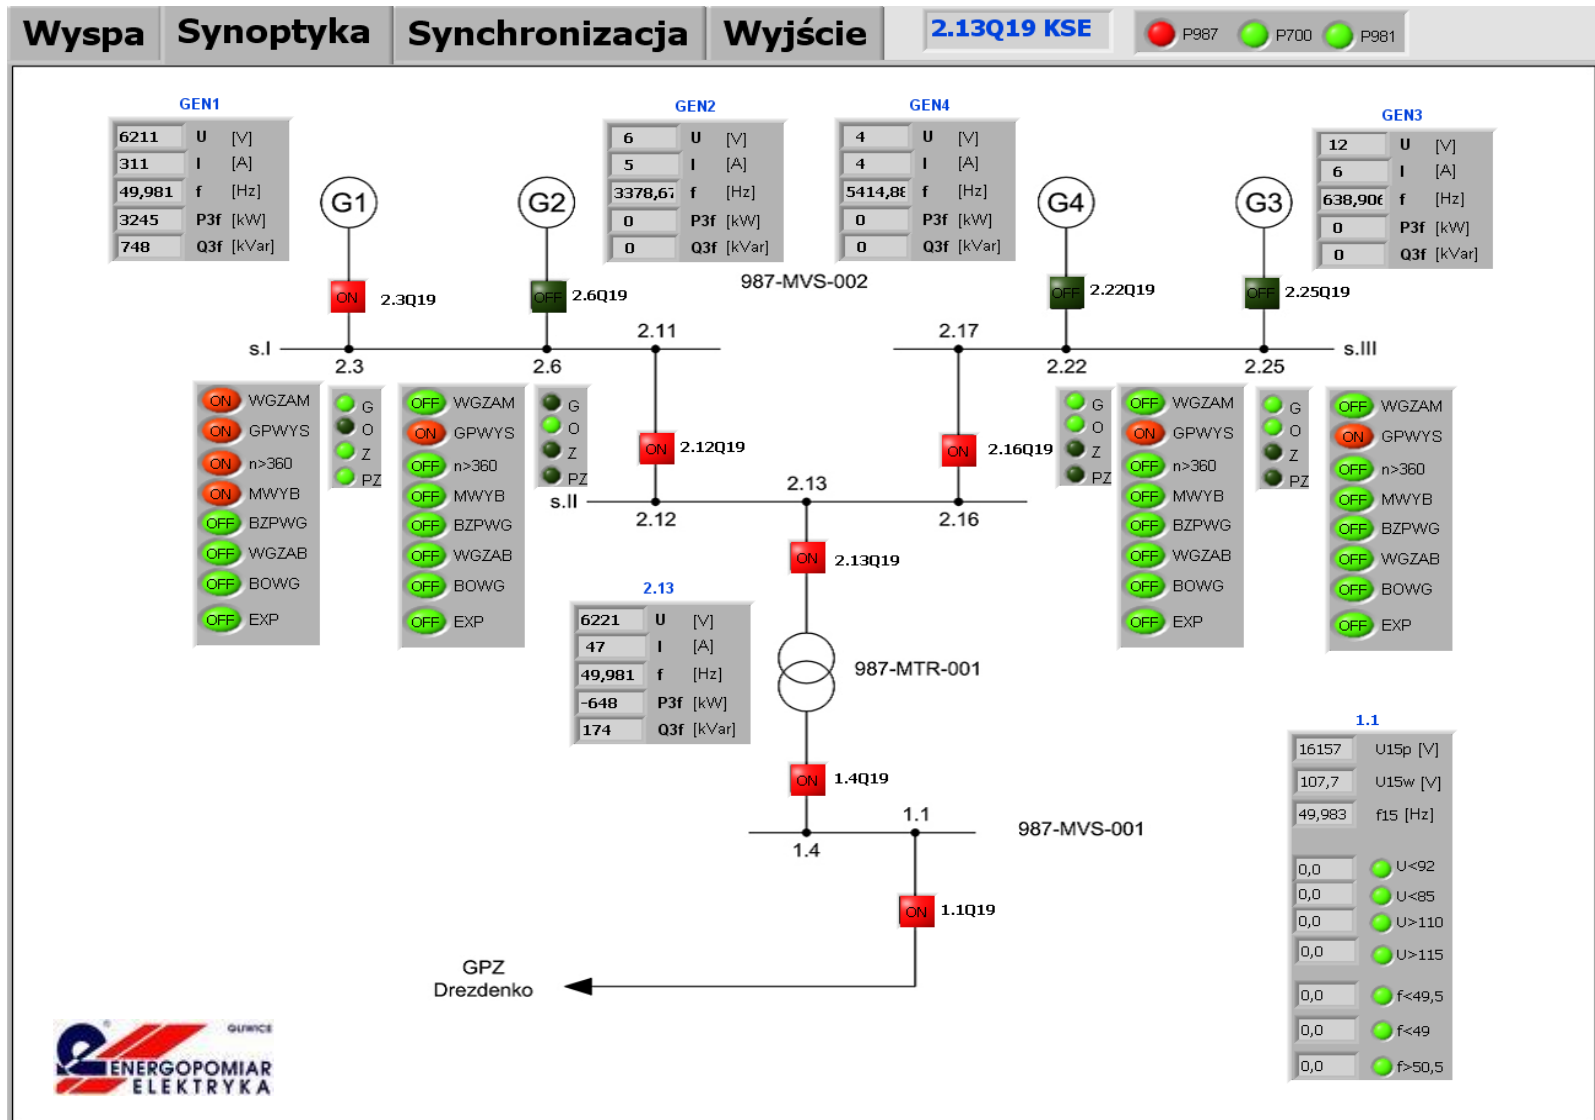 Wyspa Synoptyka Synchronizacja Wyjście 2.13Q19 KSE P987 P700 P981
GEN1
6211 U [V]
311 I [A]
49,981 f [Hz]
3245 P3f [kW]
748 Q3f [kVar]
GEN2
6 U [V]
5 I [A]
3378,67 f [Hz]
0 P3f [kW]
0 Q3f [kVar]
GEN4
4 U [V]
4 I [A]
5414,88 f [Hz]
0 P3f [kW]
0 Q3f [kVar]
GEN3
12 U [V]
6 I [A]
638,906 f [Hz]
0 P3f [kW]
0 Q3f [kVar]
G1 G2 G4 G3
987-MVS-002
ON 2.3Q19 OFF 2.6Q19 OFF 2.22Q19 OFF 2.25Q19
2.11 2.17
s.I s.III
2.3 2.6 2.22 2.25
ON WGZAM
ON GPWYS
ON n>360
ON MWYB
OFF BZPWG
OFF WGZAB
OFF BOWG
OFF EXP
G
O
Z
PZ
OFF WGZAM
ON GPWYS
OFF n>360
OFF MWYB
OFF BZPWG
OFF WGZAB
OFF BOWG
OFF EXP
G
O
Z
PZ
ON 2.12Q19 ON 2.16Q19
G
O
Z
PZ
OFF WGZAM
ON GPWYS
OFF n>360
OFF MWYB
OFF BZPWG
OFF WGZAB
OFF BOWG
OFF EXP
G
O
Z
PZ
OFF WGZAM
ON GPWYS
OFF n>360
OFF MWYB
OFF BZPWG
OFF WGZAB
OFF BOWG
OFF EXP
2.13
s.II
2.12 2.16
ON 2.13Q19
2.13
6221 U [V]
47 I [A]
49,981 f [Hz]
-648 P3f [kW]
174 Q3f [kVar]
987-MTR-001
ON 1.4Q19
1.1
987-MVS-001
1.4
ON 1.1Q19
GPZ
Drezdenko
1.1
16157 U15p [V]
107,7 U15w [V]
49,983 f15 [Hz]
0,0 U<92
0,0 U<85
0,0 U>110
0,0 U>115
0,0 f<49,5
0,0 f<49
0,0 f>50,5
GLIWICE
ENERGOPOMIAR
ELEKTRYKA